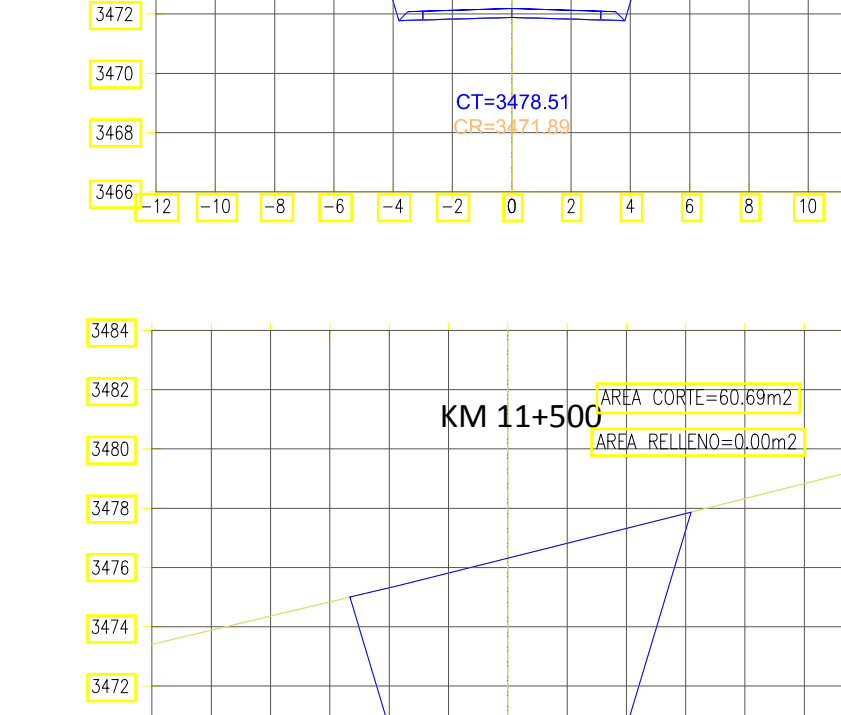 3472
3470
CT=3478.51
CR=3471.89
3468
3466
-12 -10 -8 -6 -4 -2 0 2 4 6 8 10
3484
3482
AREA CORTE=60.69m2
KM 11+500
AREA RELLENO=0.00m2
3480
3478
3476
3474
3472